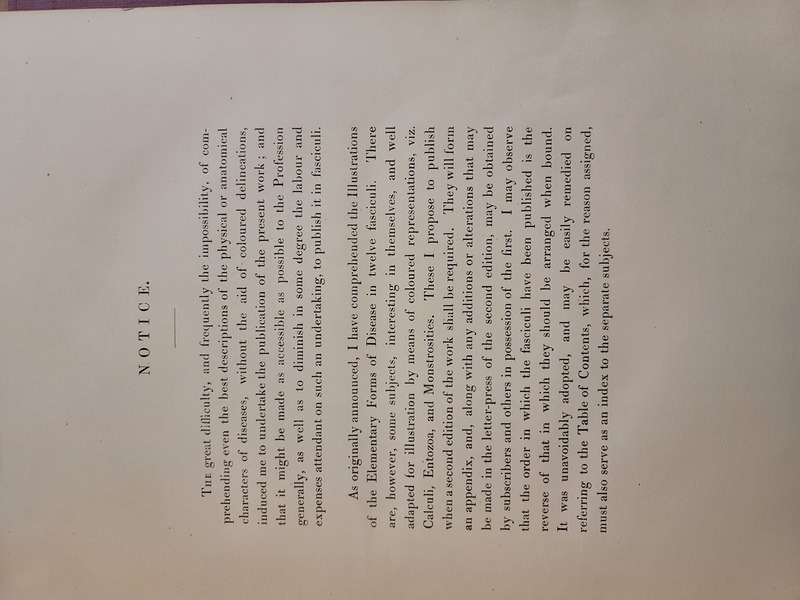 NOTICE.
The great difficulty, and frequently the impossibility, of com-
prehending even the best descriptions of the physical or anatomical
characters of diseases, without the aid of coloured delineations,
induced me to undertake the publication of the present work; and
that it might be made as accessible as possible to the Profession
generally, as well as to diminish in some degree the labour and
expenses attendant on such an undertaking, to publish it in fasciculi.
As originally announced, I have comprehended the Illustrations
of the Elementary Forms of Disease in twelve fasciculi. There
are, however, some subjects, interesting in themselves, and well
adapted for illustration by means of coloured representations, viz.
Calculi, Entozoa, and Monstrosities. These I propose to publish
when a second edition of the work shall be required. They will form
an appendix, and, along with any additions or alterations that may
be made in the letter-press of the second edition, may be obtained
by subscribers and others in possession of the first. I may observe
that the order in which the fasciculi have been published is the
reverse of that in which they should be arranged when bound.
It was unavoidably adopted, and may be easily remedied on
referring to the Table of Contents, which, for the reason assigned,
must also serve as an index to the separate subjects.